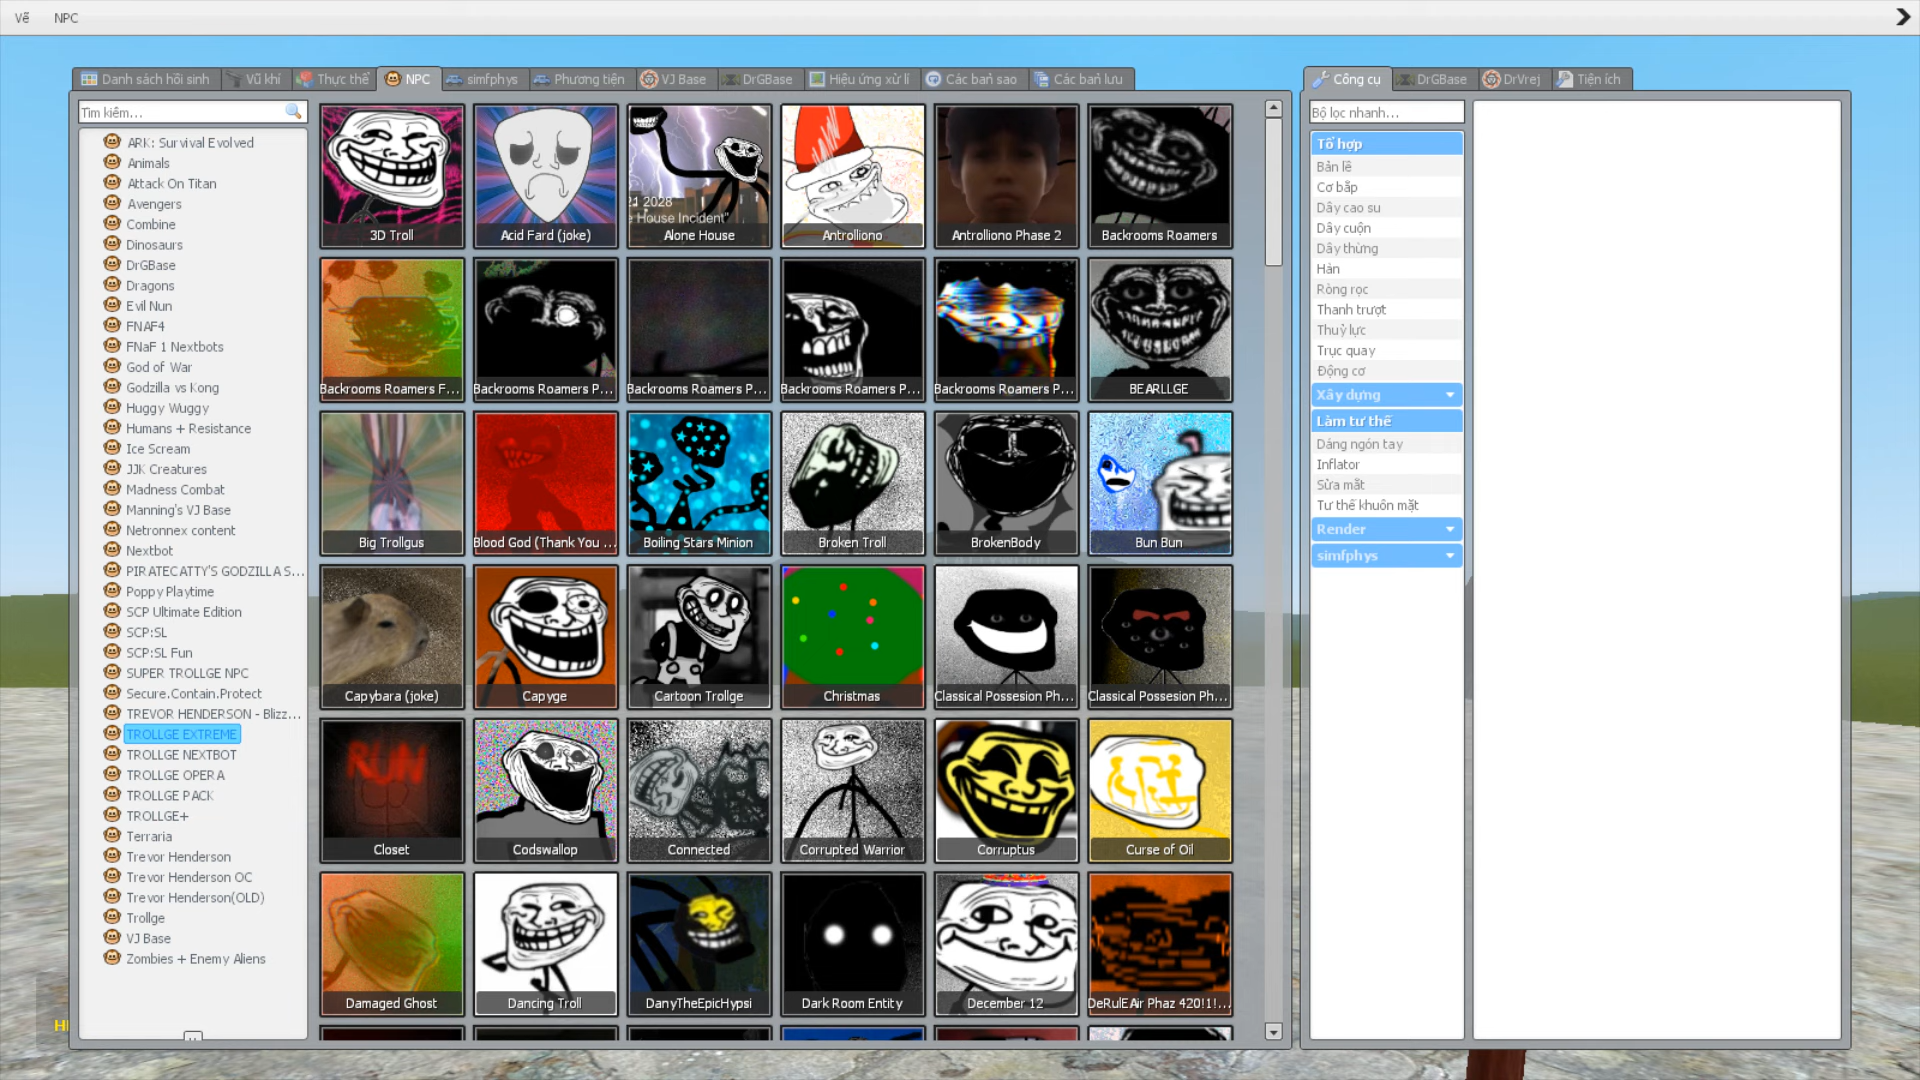 Vẽ NPC
Danh sách hồi sinh Vũ khí Thực thể NPC simfphys Phương tiện VJ Base DrGBase Hiệu ứng xử lí Các bản sao Các bản lưu
Công cụ DrGBase DrVrej Tiện ích
Tìm kiếm...
ARK: Survival Evolved
Animals
Attack On Titan
Avengers
Combine
Dinosaurs
DrGBase
Dragons
Evil Nun
FNAF4
FNaF 1 Nextbots
God of War
Godzilla vs Kong
Huggy Wuggy
Humans + Resistance
Ice Scream
JJK Creatures
Madness Combat
Manning's VJ Base
Netronnex content
Nextbot
PIRATECATTY'S GODZILLA S...
Poppy Playtime
SCP Ultimate Edition
SCP:SL
SCP:SL Fun
SUPER TROLLGE NPC
Secure.Contain.Protect
TREVOR HENDERSON - Blizz...
TROLLGE EXTREME
TROLLGE NEXTBOT
TROLLGE OPERA
TROLLGE PACK
TROLLGE+
Terraria
Trevor Henderson
Trevor Henderson OC
Trevor Henderson(OLD)
Trollge
VJ Base
Zombies + Enemy Aliens
21 2028
e House Incident"
3D Troll Acid Fard (joke) Alone House Antrolliono Antrolliono Phase 2 Backrooms Roamers
Backrooms Roamers F... Backrooms Roamers P... Backrooms Roamers P... Backrooms Roamers P... Backrooms Roamers P... BEARLLGE
Big Trollgus Blood God (Thank You ... Boiling Stars Minion Broken Troll BrokenBody Bun Bun
Capybara (joke) Capyge Cartoon Trollge Christmas Classical Possesion Ph... Classical Possesion Ph...
RUN
Closet Codswallop Connected Corrupted Warrior Corruptus Curse of Oil
Damaged Ghost Dancing Troll DanyTheEpicHypsi Dark Room Entity December 12 DeRulEAir Phaz 420!1!...
Bộ lọc nhanh...
Tổ hợp
Bản lề
Cơ bắp
Dây cao su
Dây cuộn
Dây thừng
Hàn
Ròng rọc
Thanh trượt
Thuỷ lực
Trục quay
Động cơ
Xây dựng
Làm tư thế
Dáng ngón tay
Inflator
Sửa mắt
Tư thế khuôn mặt
Render
simfphys